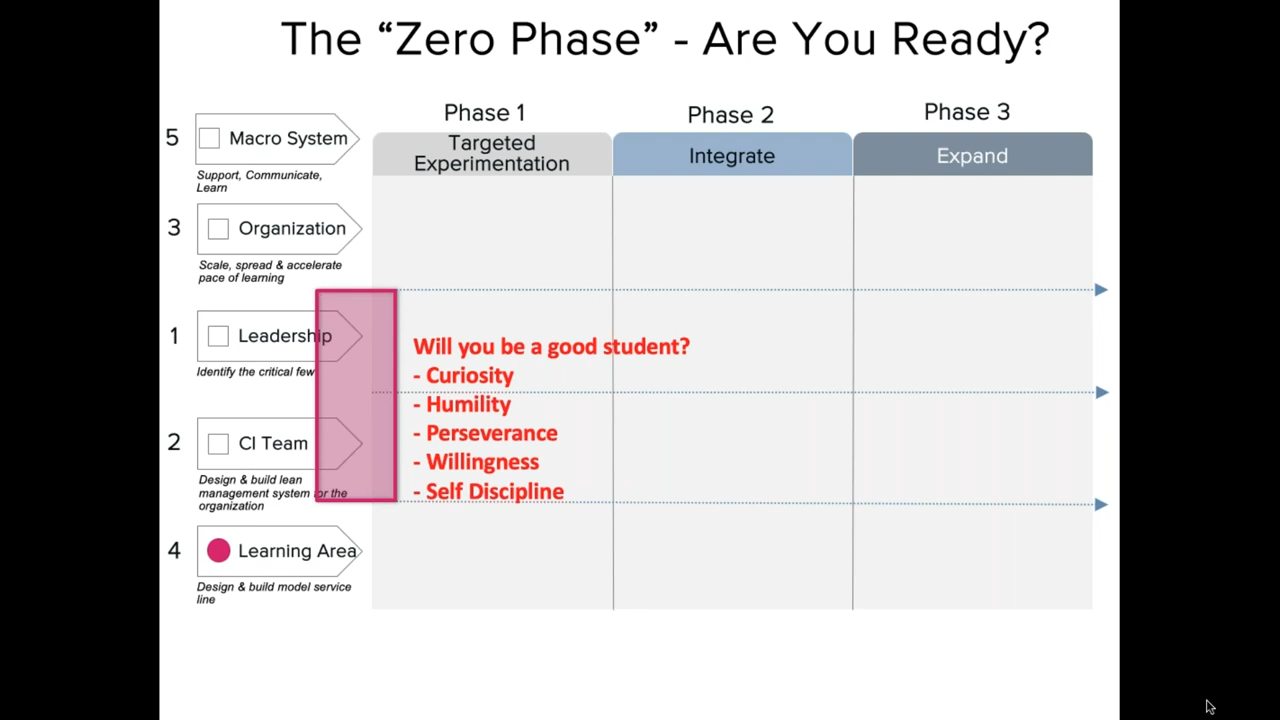 The “Zero Phase” - Are You Ready?
Phase 1
Phase 2
Phase 3
Targeted
Experimentation
Integrate
Expand
5
Macro System
Support, Communicate,
Learn
3
Organization
Scale, spread & accelerate
pace of learning
1
Leadership
Identify the critical few
2
CI Team
Design & build lean
management system for the
organization
4
Learning Area
Design & build model service
line
Will you be a good student?
- Curiosity
- Humility
- Perseverance
- Willingness
- Self Discipline